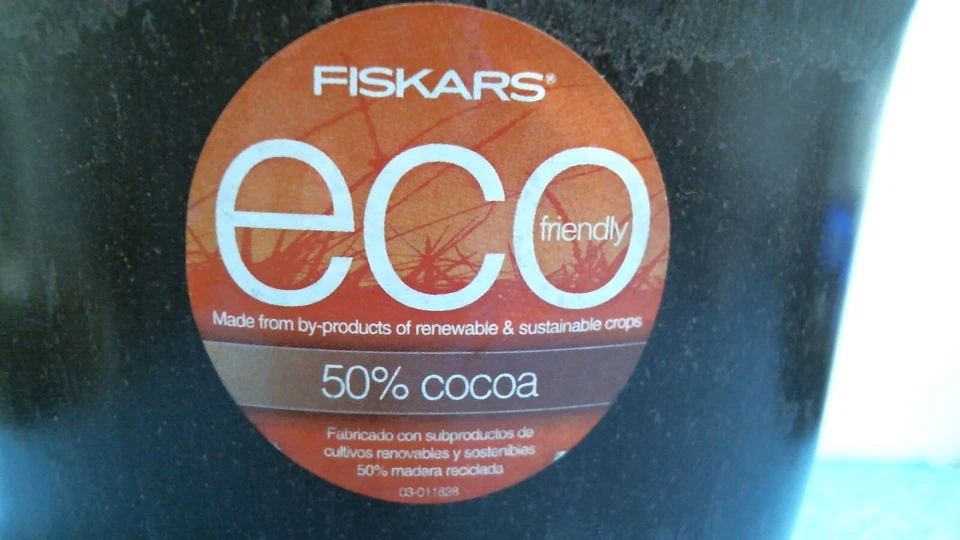 FISKARS®
eco
friendly
Made from by-products of renewable & sustainable crops
50% cocoa
Fabricado con subproductos de
cultivos renovables y sostenibles
50% madera reciclada
03-011828